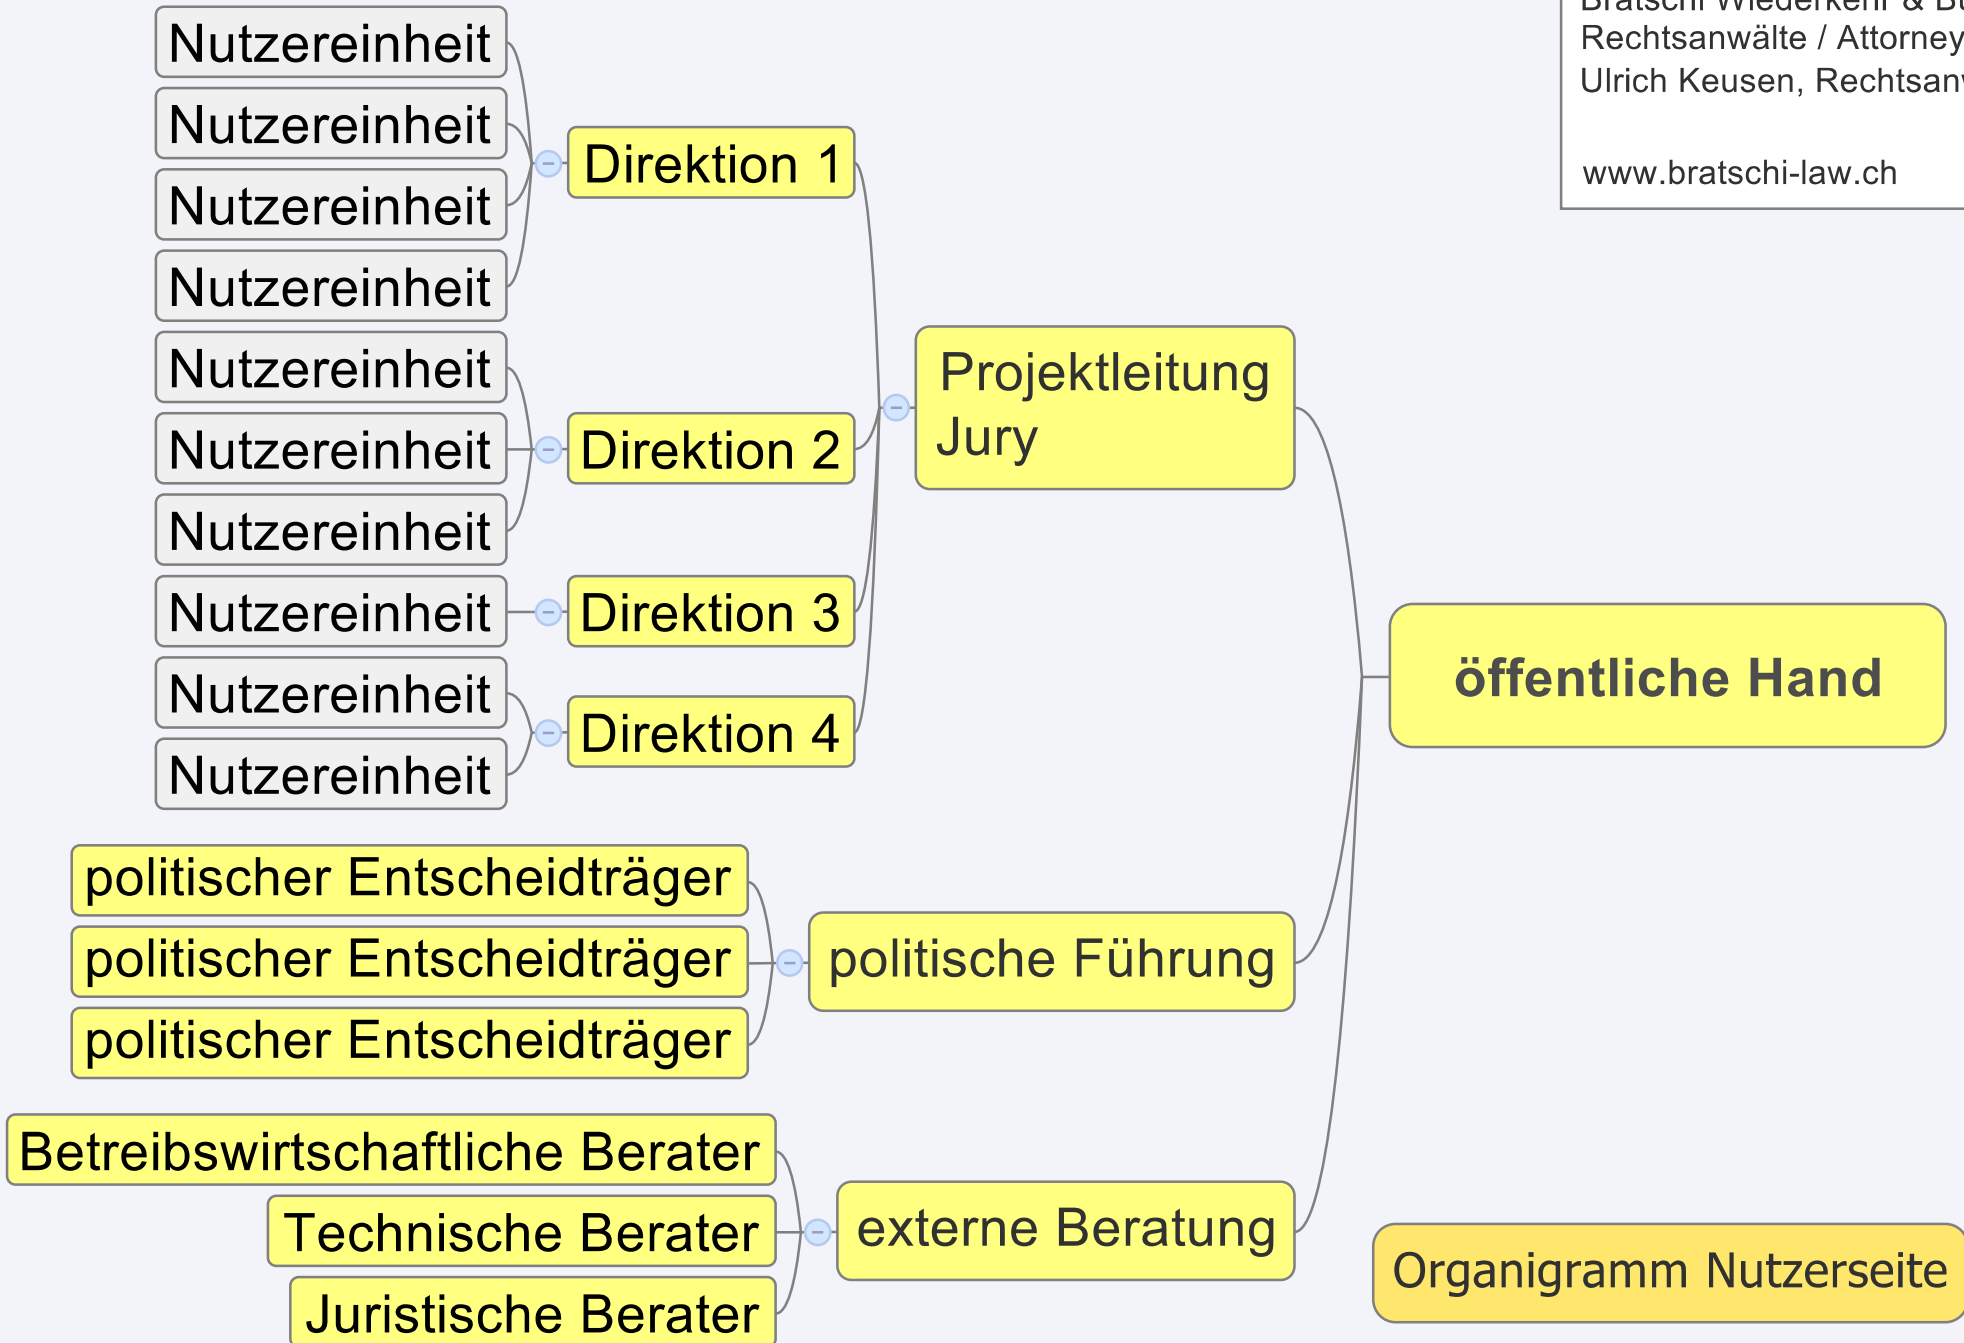 Nutzereinheit
Nutzereinheit
Nutzereinheit
Nutzereinheit
Nutzereinheit
Nutzereinheit
Nutzereinheit
Nutzereinheit
Nutzereinheit
Nutzereinheit
Direktion 1
Direktion 2
Direktion 3
Direktion 4
Projektleitung
Jury
politischer Entscheidträger
politischer Entscheidträger
politischer Entscheidträger
politische Führung
Betreibswirtschaftliche Berater
Technische Berater
Juristische Berater
externe Beratung
öffentliche Hand
Bratschi Wiederkehr &
Rechtsanwälte / Attorney
Ulrich Keusen,
www.bratschi-law.ch
Organigramm Nutzerseite